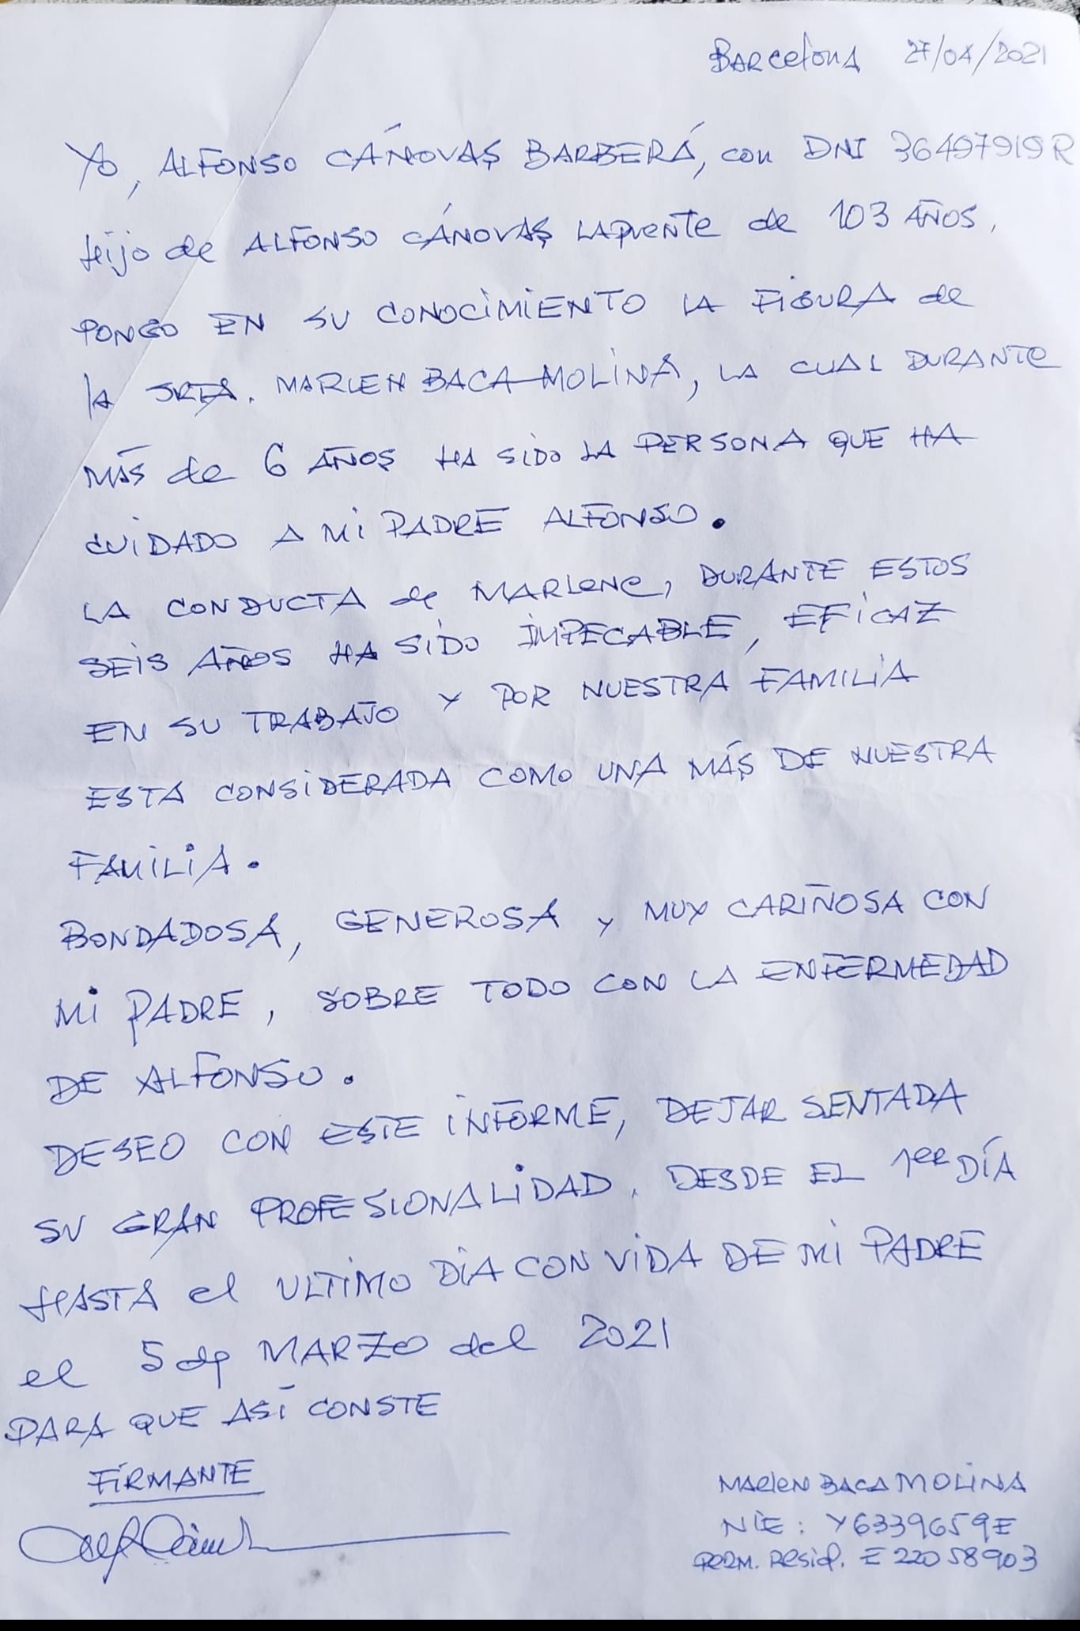 Barcelona 27/04/2021
Yo, ALFONSO CÁNOVAS BARBERÁ, con DNI 36497919R
Hijo de ALFONSO CÁNOVAS LAPUENTE de 103 AÑOS,
PONGO EN SU CONOCIMIENTO LA FIGURA de
la SRTA. MARLEN BACA MOLINA, LA CUAL DURANTE
MÁS de 6 AÑOS HA SIDO LA PERSONA QUE HA
CUIDADO A MI PADRE ALFONSO.
LA CONDUCTA de MARLENE, DURANTE ESTOS
SEIS AÑOS HA SIDO IMPECABLE, EFICAZ
EN SU TRABAJO Y POR NUESTRA FAMILIA
ESTA CONSIDERADA COMO UNA MÁS DE NUESTRA
FAMILIA.
BONDADOSA, GENEROSA y MUY CARIÑOSA CON
MI PADRE, SOBRE TODO CON LA ENFERMEDAD
DE ALFONSO.
DESEO CON ESTE INFORME, DEJAR SENTADA
SU GRAN PROFESIONALIDAD, DESDE EL 1ER DÍA
HASTA el ULTIMO DÍA CON VIDA DE MI PADRE
el 5 de MARZO del 2021
PARA QUE ASÍ CONSTE
FIRMANTE
MARLEN BACA MOLINA
NIE: Y6339659E
PERM. Resid. E22058903